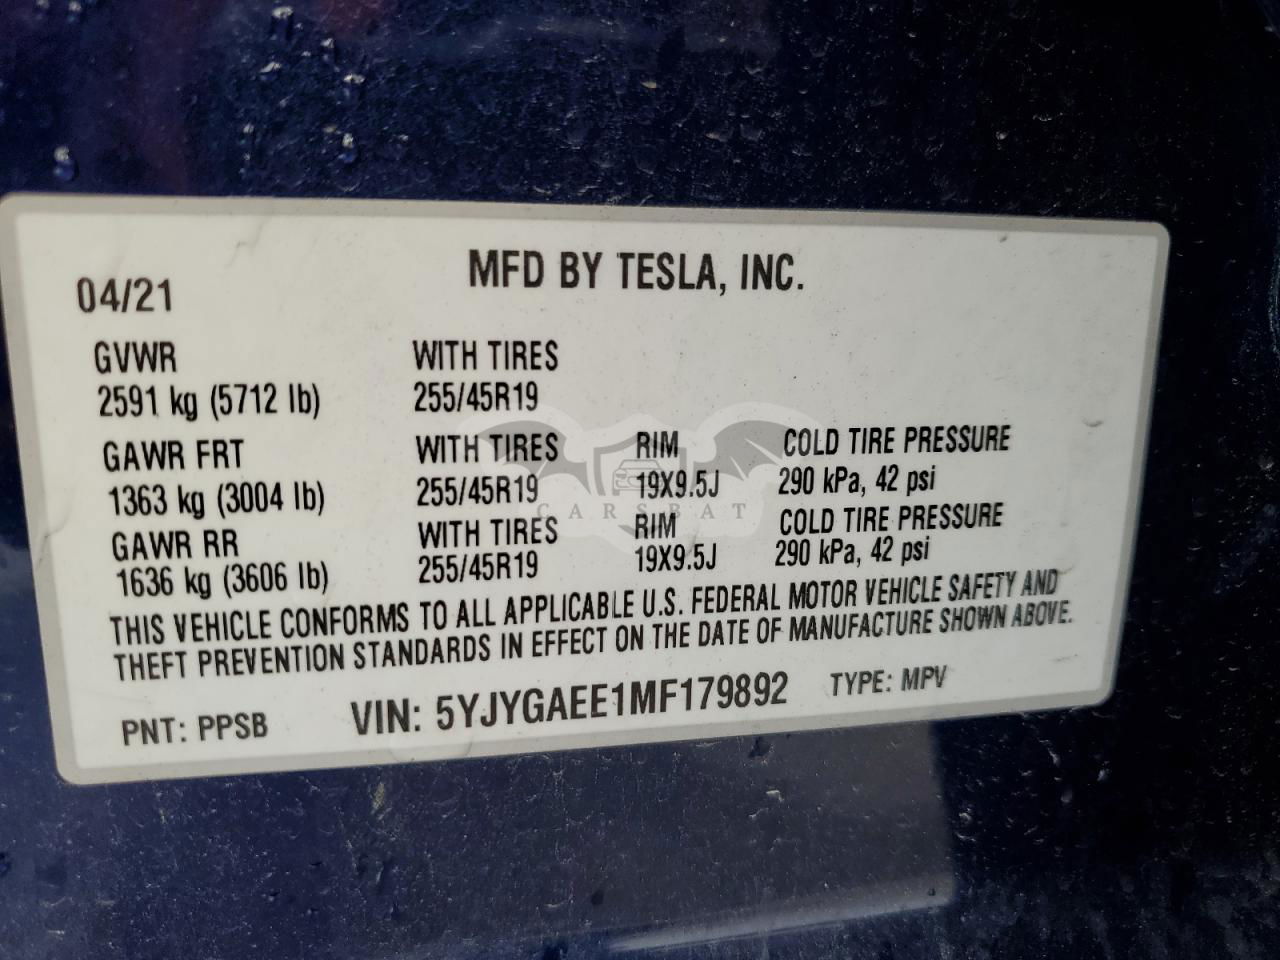 MFD BY TESLA, INC.
04/21
GVWR WITH TIRES
2591 kg (5712 lb) 255/45R19
GAWR FRT WITH TIRES RIM COLD TIRE PRESSURE
1363 kg (3004 lb) 255/45R19 19X9.5J 290 kPa, 42 psi
CARSBAT
GAWR RR WITH TIRES RIM COLD TIRE PRESSURE
1636 kg (3606 lb) 255/45R19 19X9.5J 290 kPa, 42 psi
THIS VEHICLE CONFORMS TO ALL APPLICABLE U.S. FEDERAL MOTOR VEHICLE SAFETY AND
THEFT PREVENTION STANDARDS IN EFFECT ON THE DATE OF MANUFACTURE SHOWN ABOVE.
PNT: PPSB VIN: 5YJYGAEE1MF179892 TYPE: MPV